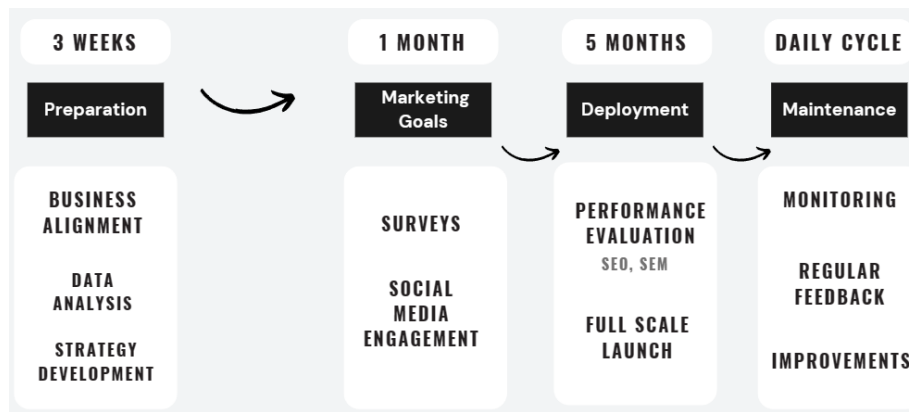 3 WEEKS
1 MONTH
5 MONTHS
DAILY CYCLE
Preparation
Marketing
Goals
Deployment
Maintenance
BUSINESS
ALIGNMENT
DATA
ANALYSIS
STRATEGY
DEVELOPMENT
SURVEYS
SOCIAL
MEDIA
ENGAGEMENT
PERFORMANCE
EVALUATION
SEO, SEM
FULL SCALE
LAUNCH
MONITORING
REGULAR
FEEDBACK
IMPROVEMENTS